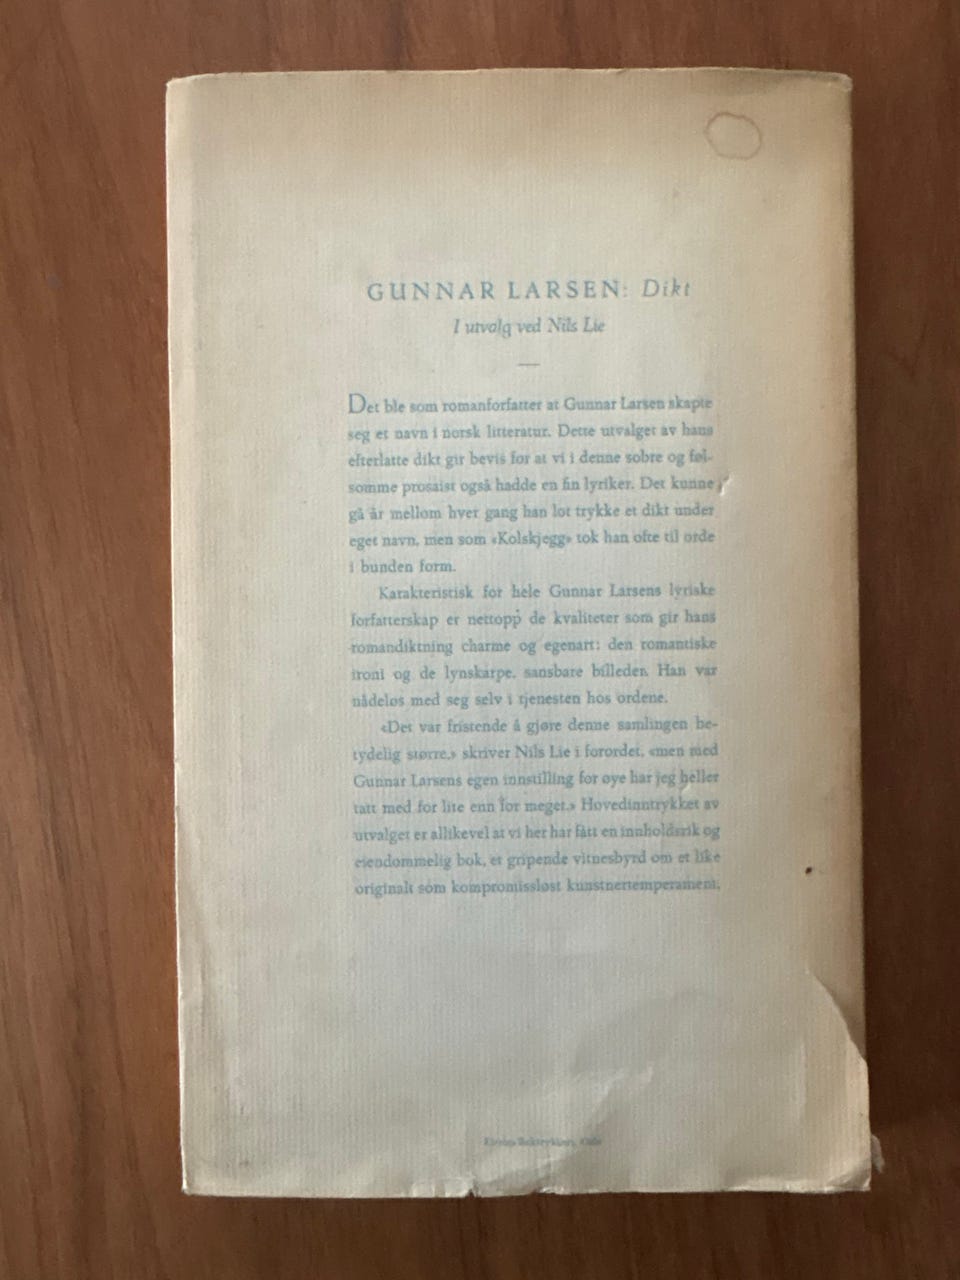 GUNNAR LARSEN: Dikt
I utvalg ved Nils Lie
Det ble som romanforfatter at Gunnar Larsen skapte
seg et navn i norsk litteratur. Dette utvalget av hans
efterlatte dikt gir bevis for at vi i denne sobre og føl-
somme prosaist også hadde en fin lyriker. Det kunne
gå år mellom hver gang han lot trykke et dikt under
eget navn, men som «Kolskjegg» tok han ofte til orde
i bunden form.
Karakteristisk for hele Gunnar Larsens lyriske
forfatterskap er nettopp de kvaliteter som gir hans
romandiktning charme og egenart: den romantiske
ironi og de lynskarpe, sansbare billeder. Han var
nådeløs med seg selv i tjenesten hos ordene.
«Det var fristende å gjøre denne samlingen be-
tydelig større,» skriver Nils Lie i forordet, «men med
Gunnar Larsens egen innstilling for øye har jeg heller
tatt med for lite enn for meget.» Hovedinntrykket av
utvalget er allikevel at vi her har fått en innholdsrik og
eiendommelig bok, et gripende vitnesbyrd om et like
originalt som kompromissløst kunstnertemperament.
Boktrykkeri, Oslo